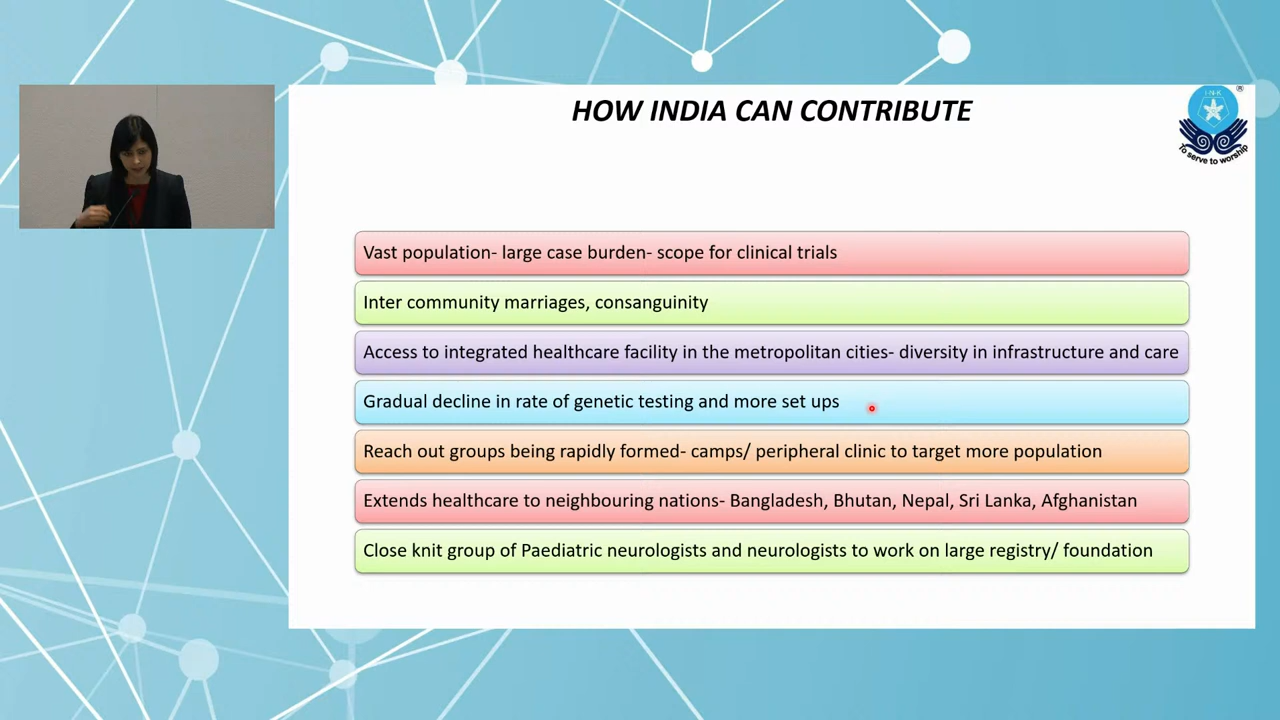 HOW INDIA CAN CONTRIBUTE
I-N-K
®
To serve to worship
Vast population- large case burden- scope for clinical trials
Inter community marriages, consanguinity
Access to integrated healthcare facility in the metropolitan cities- diversity in infrastructure and care
Gradual decline in rate of genetic testing and more set ups
Reach out groups being rapidly formed- camps/ peripheral clinic to target more population
Extends healthcare to neighbouring nations- Bangladesh, Bhutan, Nepal, Sri Lanka, Afghanistan
Close knit group of Paediatric neurologists and neurologists to work on large registry/ foundation